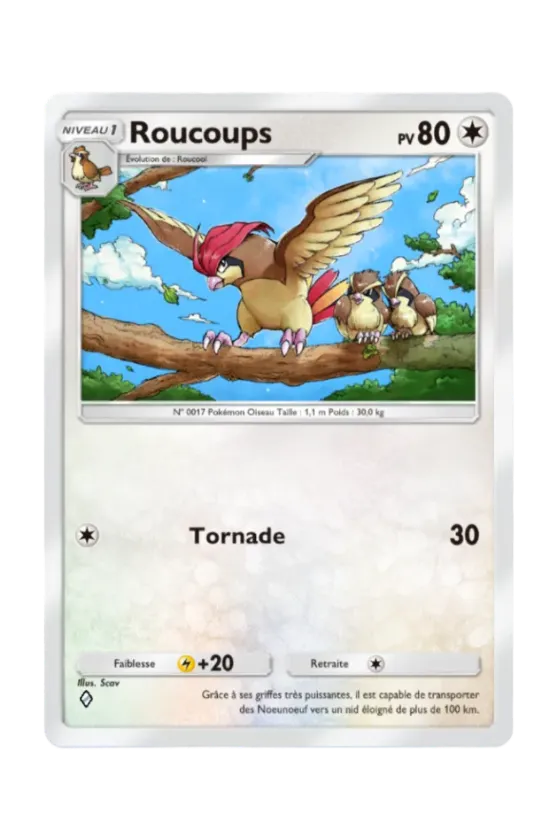 NIVEAU 1
Roucoups
PV 80
Évolution de : Roucool
N° 0017 Pokémon Oiseau Taille : 1,1 m Poids : 30,0 kg
Tornade 30
Faiblesse +20 Retraite
Illus. Scav
Grâce à ses griffes très puissantes, il est capable de transporter
des Noeunoeuf vers un nid éloigné de plus de 100 km.